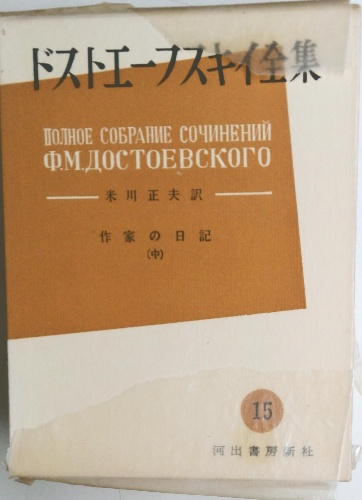 ドストエーフスキイ全集
ПОЛНОЕ СОБРАНИЕ СОЧИНЕНИЙ
Ф.М.ДОСТОЕВСКОГО
米川正夫訳
作家の日記
(中)
15
河出書房新社